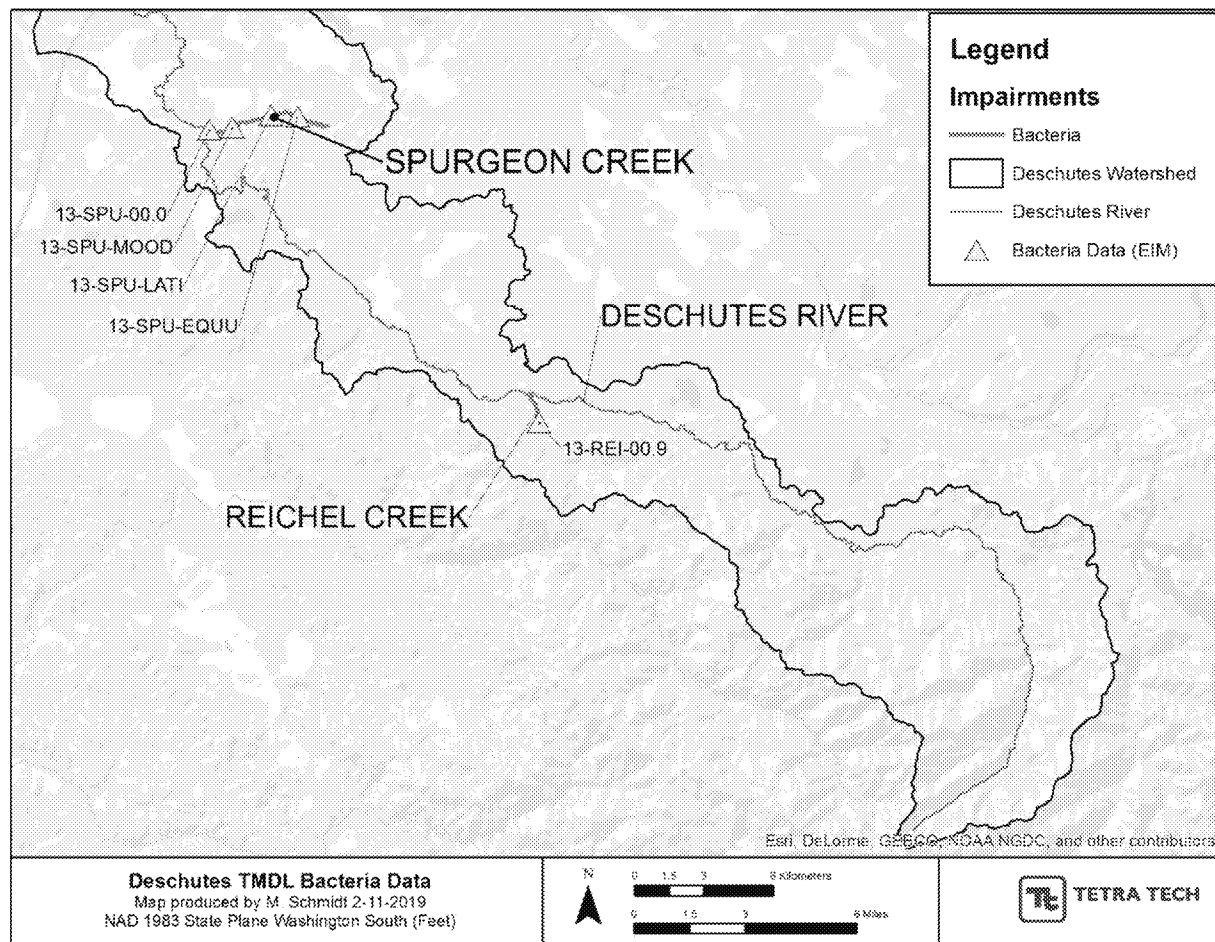 Legend
Impairments
Bacteria
Deschutes Watershed
Deschutes River
Bacteria Data (EIM)
SPURGEON CREEK
13-SPU-00.0
13-SPU-MOOD
13-SPU-LATI
13-SPU-EQUU
DESCHUTES RIVER
13-REI-00.9
REICHEL CREEK
Esri, DeLorme, GEBCO, NOAA NGDC, and other contributors
Deschutes TMDL Bacteria Data
Map produced by M. Schmidt 2-11-2019
NAD 1983 State Plane Washington South (Feet)
N
0 1.5 3 6 Kilometers
0 1.5 3 6 Miles
Tt TETRA TECH